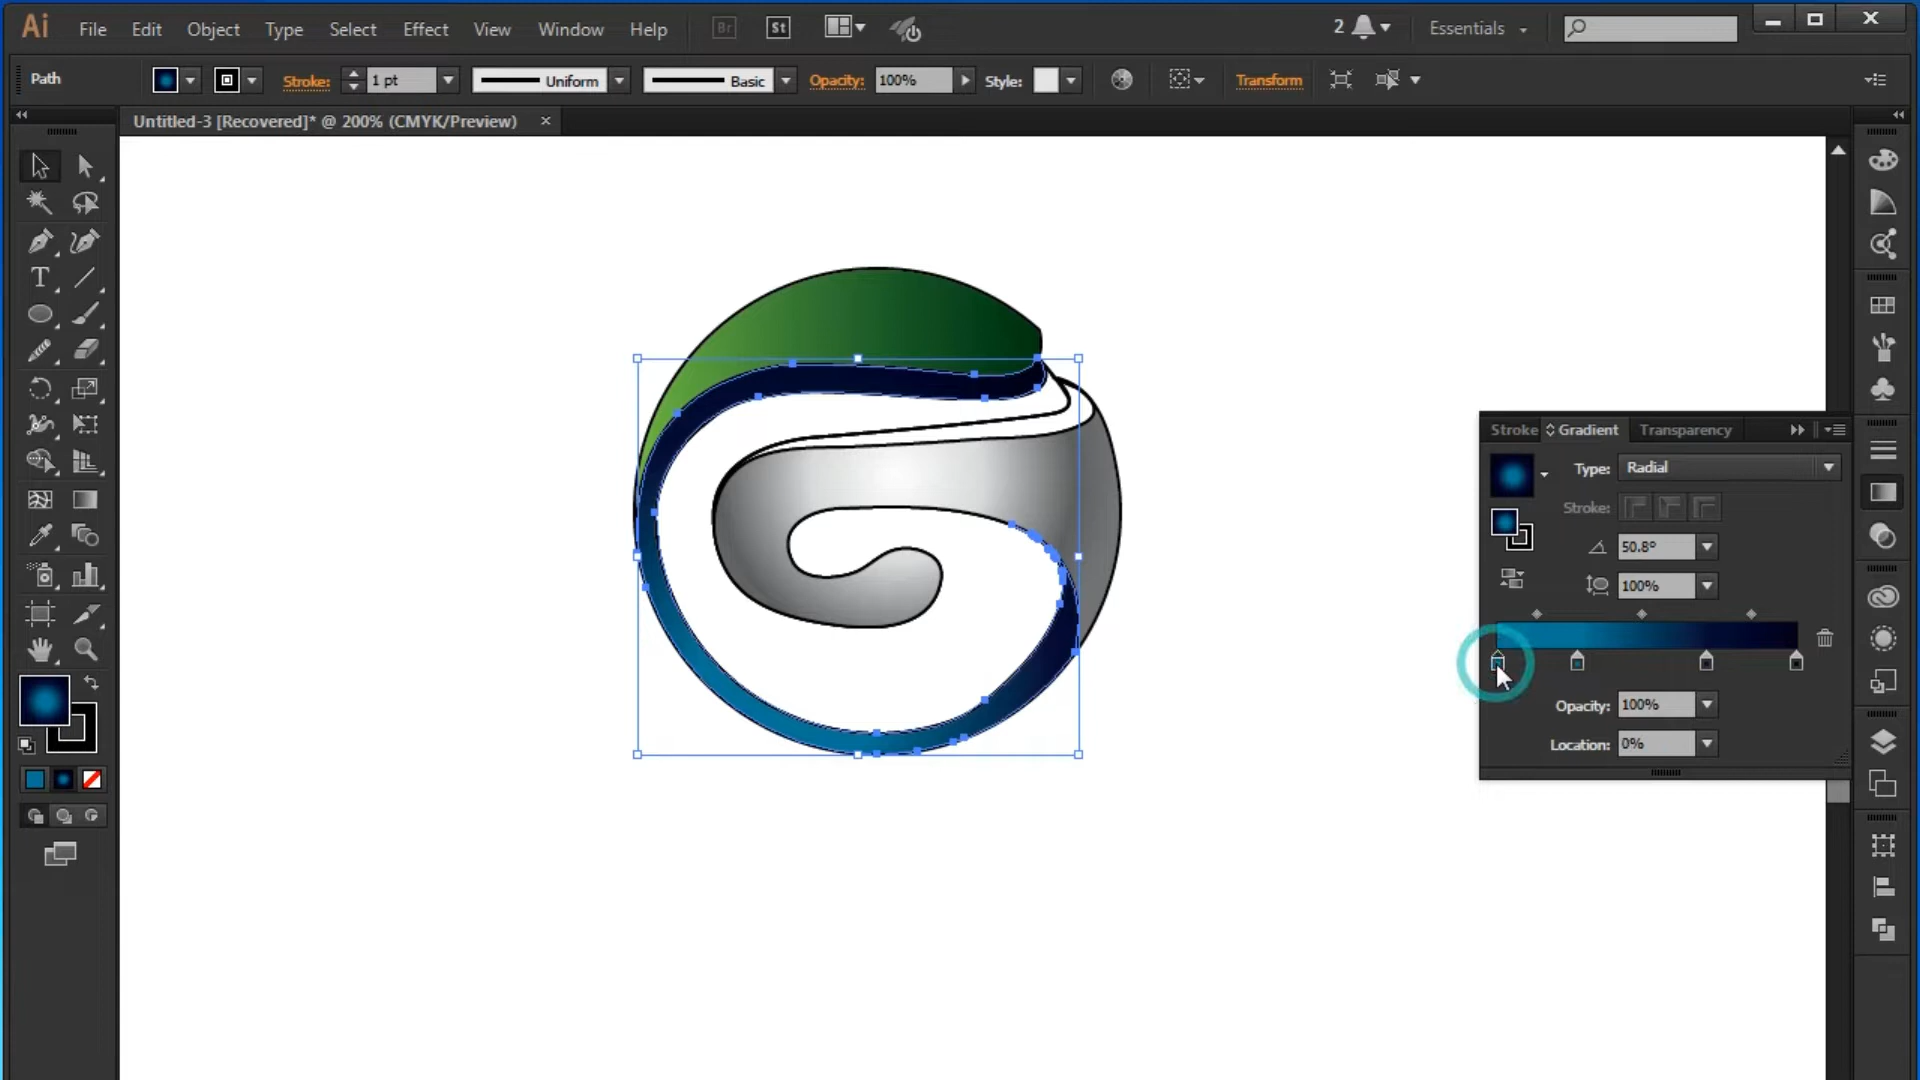 Ai File Edit Object Type Select Effect View Window Help Br St 2 Essentials
Path Stroke: 1 pt Uniform Basic Opacity: 100% Style: Transform
Untitled-3 [Recovered]* @ 200% (CMYK/Preview) ×
T
Stroke Gradient Transparency
Type: Radial
Stroke:
50.8°
100%
Opacity: 100%
Location: 0%